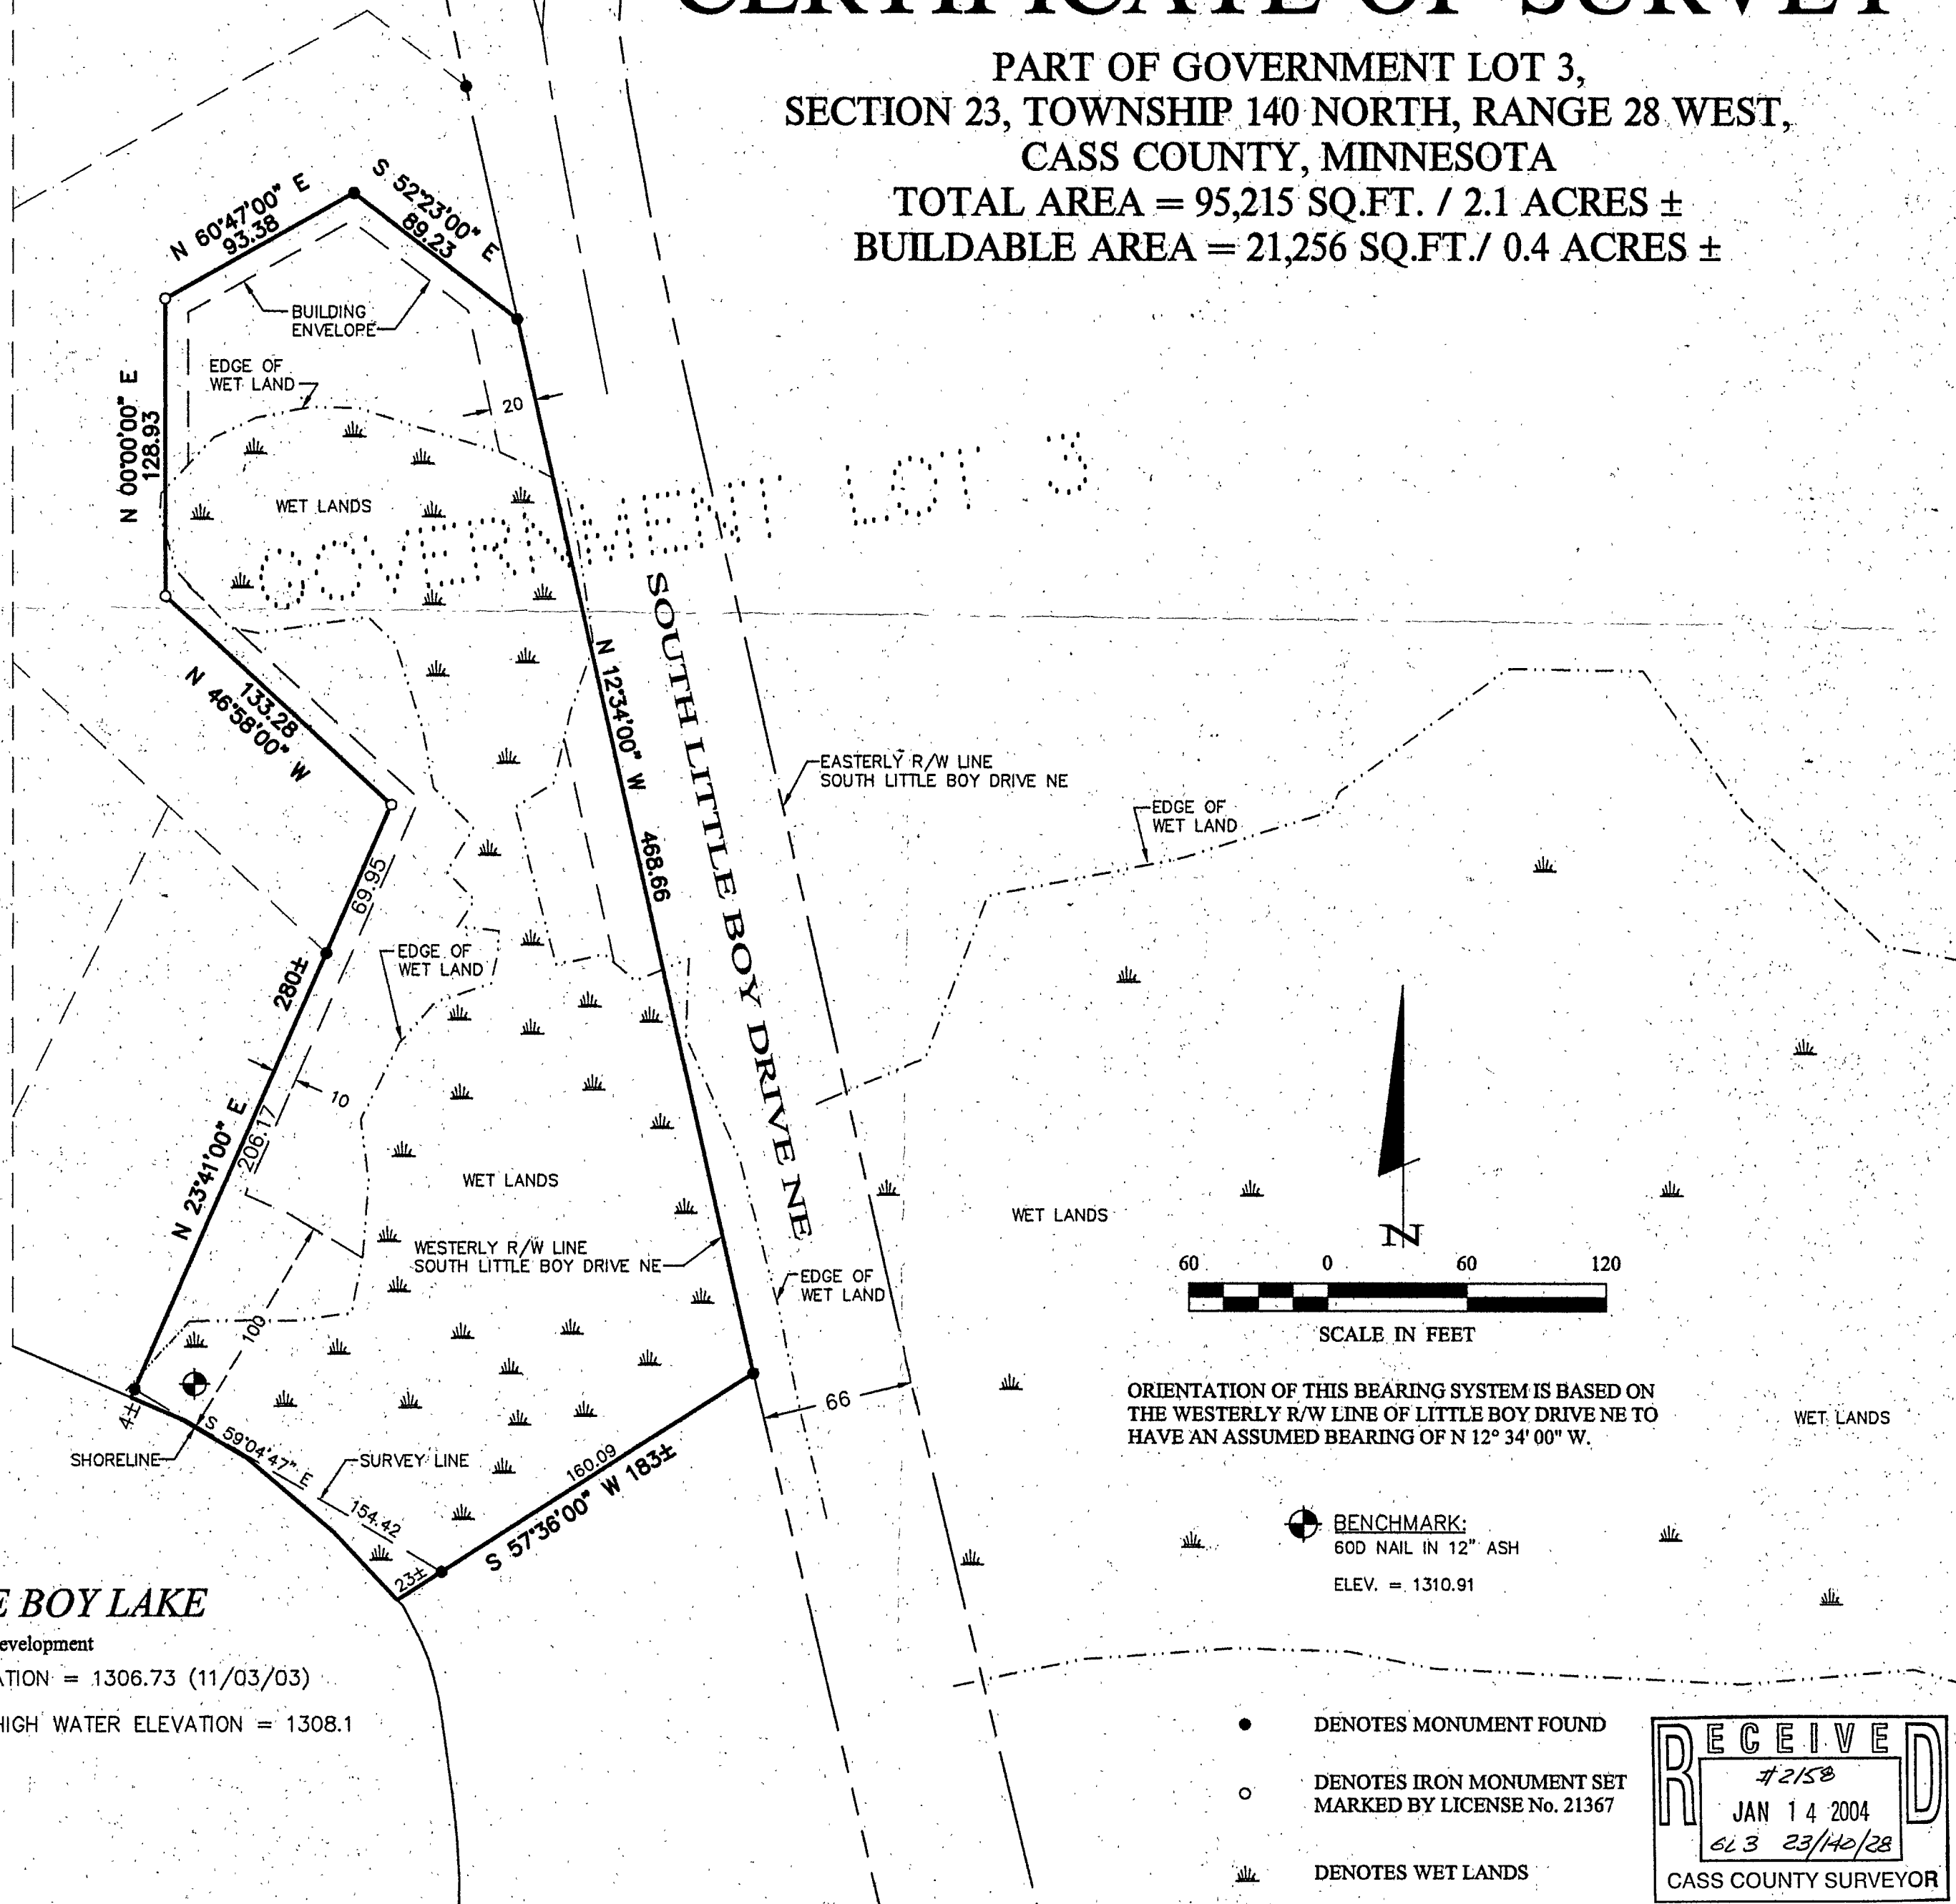 CERTIFICATE OF SURVEY
PART OF GOVERNMENT LOT 3,
SECTION 23, TOWNSHIP 140 NORTH, RANGE 28 WEST,
CASS COUNTY, MINNESOTA
TOTAL AREA = 95,215 SQ.FT. / 2.1 ACRES ±
BUILDABLE AREA = 21,256 SQ.FT./ 0.4 ACRES ±
N 60°47'00" E
93.38
S 52°23'00" E
89.23
BUILDING
ENVELOPE
EDGE OF
WET LAND
20
N 00°00'00" E
128.93
WET LANDS
GOVERNMENT LOT 3
133.28
N 46°58'00" W
N 12°34'00" W 468.66
SOUTH LITTLE BOY DRIVE NE
EASTERLY R/W LINE
SOUTH LITTLE BOY DRIVE NE
EDGE OF
WET LAND
69.95
280±
EDGE OF
WET LAND
10
N 23°41'00" E
206.17
WET LANDS
WESTERLY R/W LINE
SOUTH LITTLE BOY DRIVE NE
EDGE OF
WET LAND
WET LANDS
N
60 0 60 120
SCALE IN FEET
100
4±
SHORELINE
S 59°04'47" E
SURVEY LINE
154.42
160.09
S 57°36'00" W 183±
23±
66
ORIENTATION OF THIS BEARING SYSTEM IS BASED ON
THE WESTERLY R/W LINE OF LITTLE BOY DRIVE NE TO
HAVE AN ASSUMED BEARING OF N 12° 34' 00" W.
WET LANDS
BENCHMARK:
60D NAIL IN 12" ASH
ELEV. = 1310.91
E BOY LAKE
evelopment
ATION = 1306.73 (11/03/03)
HIGH WATER ELEVATION = 1308.1
DENOTES MONUMENT FOUND
DENOTES IRON MONUMENT SET
MARKED BY LICENSE No. 21367
DENOTES WET LANDS
RECEIVED
#2158
JAN 14 2004
GL 3 23/140/28
CASS COUNTY SURVEYOR